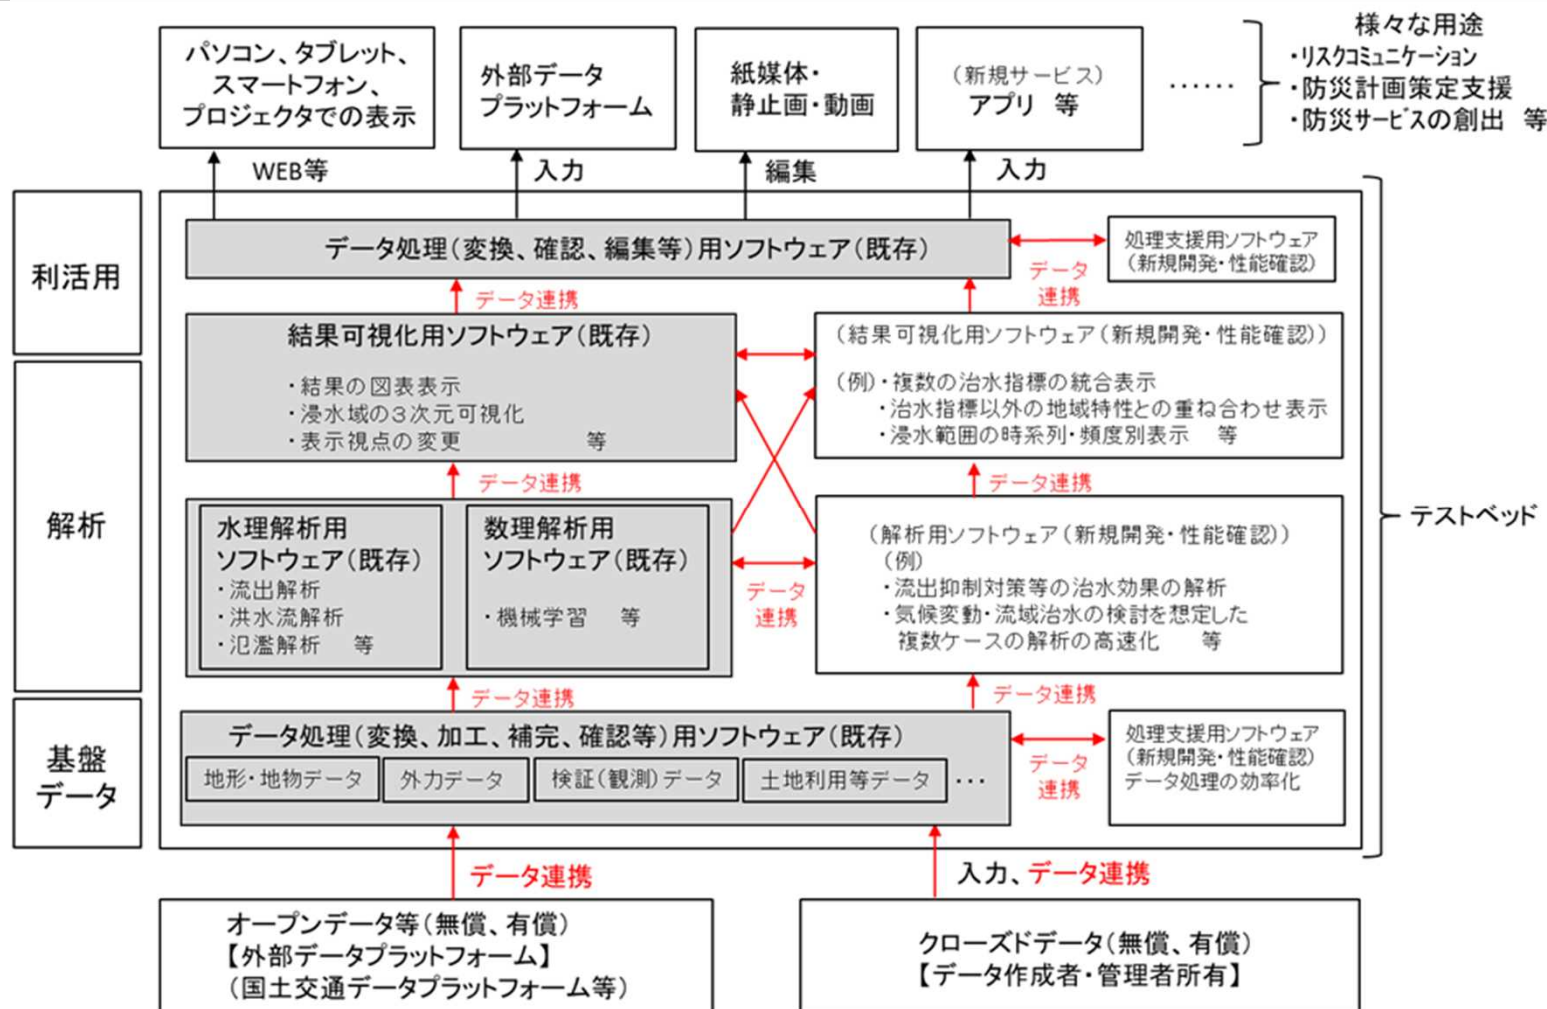 パソコン、タブレット、
スマートフォン、
プロジェクタでの表示
外部データ
プラットフォーム
紙媒体・
静止画・動画
(新規サービス)
アプリ 等
……
様々な用途
・リスクコミュニケーション
・防災計画策定支援
・防災サービスの創出 等
WEB等
入力
編集
入力
利活用
データ処理(変換、確認、編集等)用ソフトウェア(既存)
データ
連携
処理支援用ソフトウェア
(新規開発・性能確認)
データ連携
結果可視化用ソフトウェア(既存)
・結果の図表表示
・浸水域の3次元可視化
・表示視点の変更 等
(結果可視化用ソフトウェア(新規開発・性能確認))
(例)・複数の治水指標の統合表示
・治水指標以外の地域特性との重ね合わせ表示
・浸水範囲の時系列・頻度別表示 等
解析
データ連携
データ連携
水理解析用
ソフトウェア(既存)
・流出解析
・洪水流解析
・氾濫解析 等
数理解析用
ソフトウェア(既存)
・機械学習 等
データ
連携
(解析用ソフトウェア(新規開発・性能確認))
(例)
・流出抑制対策等の治水効果の解析
・気候変動・流域治水の検討を想定した
複数ケースの解析の高速化 等
テストベッド
データ連携
データ連携
基盤
データ
データ処理(変換、加工、補完、確認等)用ソフトウェア(既存)
地形・地物データ
外力データ
検証(観測)データ
土地利用等データ
…
データ
連携
処理支援用ソフトウェア
(新規開発・性能確認)
データ処理の効率化
データ連携
入力、データ連携
オープンデータ等(無償、有償)
【外部データプラットフォーム】
(国土交通データプラットフォーム等)
クローズドデータ(無償、有償)
【データ作成者・管理者所有】